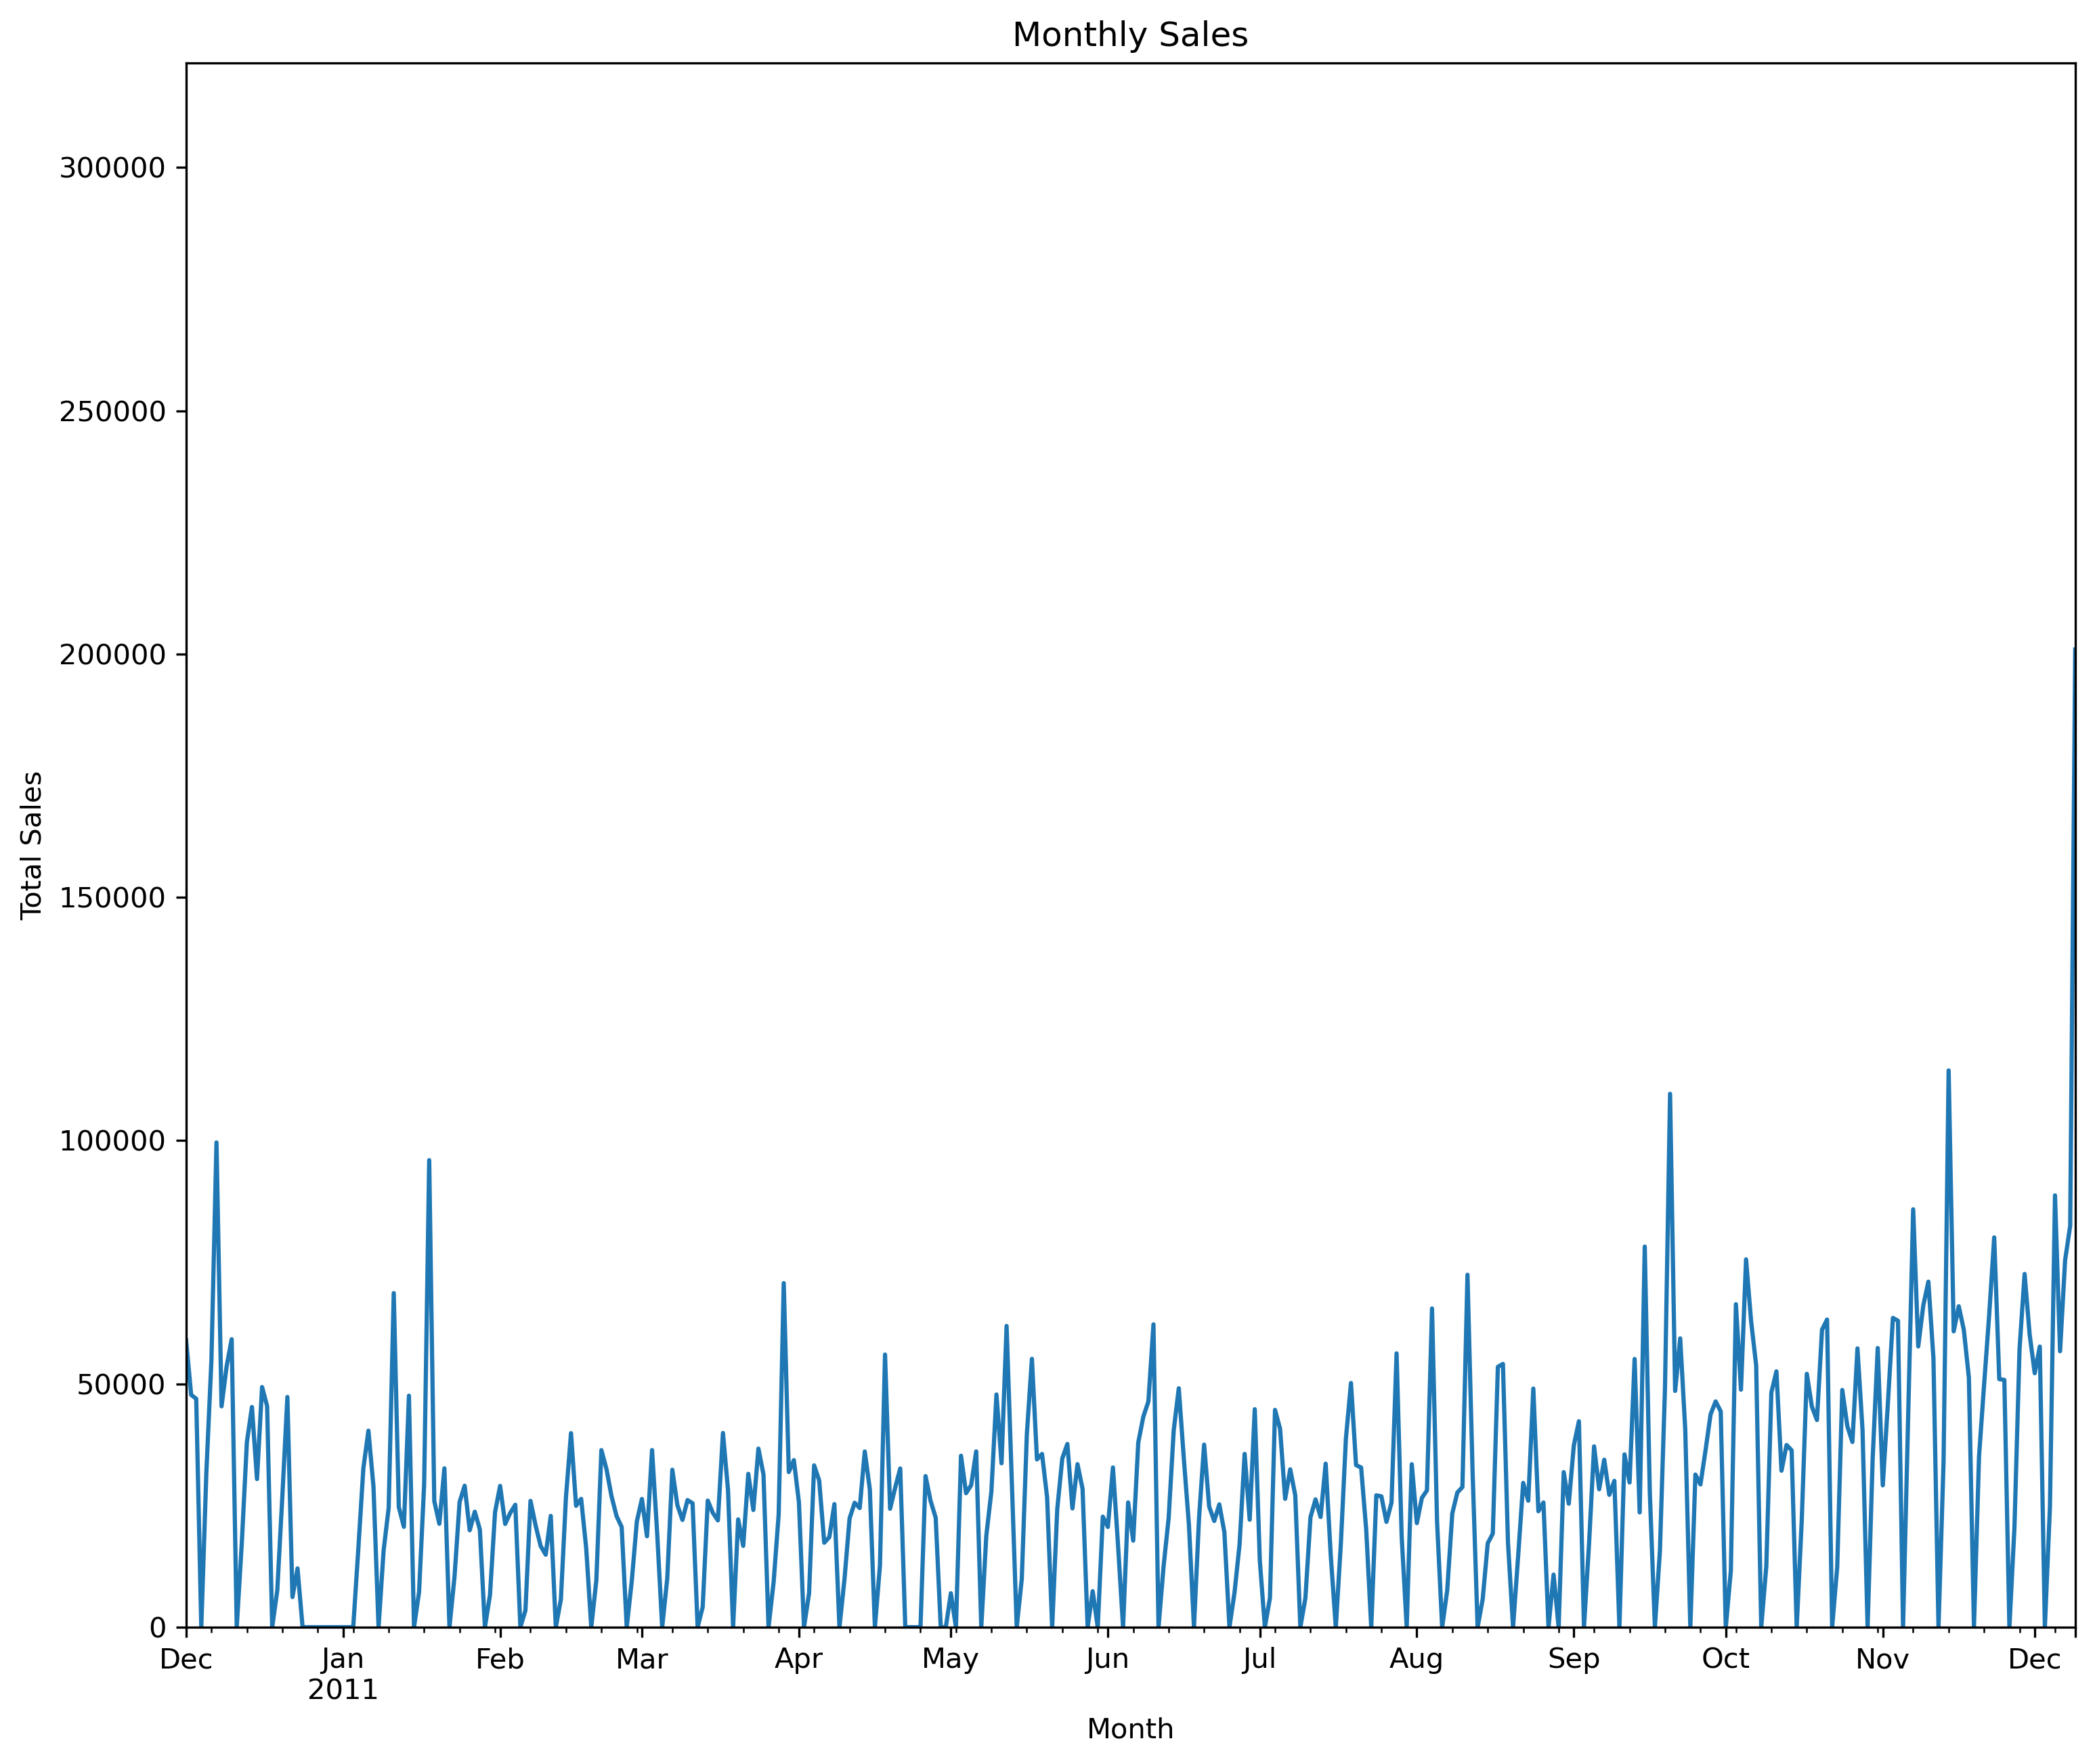 Monthly Sales
300000
250000
200000
150000
100000
50000
0
Total Sales
Dec Jan Feb Mar Apr May Jun Jul Aug Sep Oct Nov Dec
2011
Month